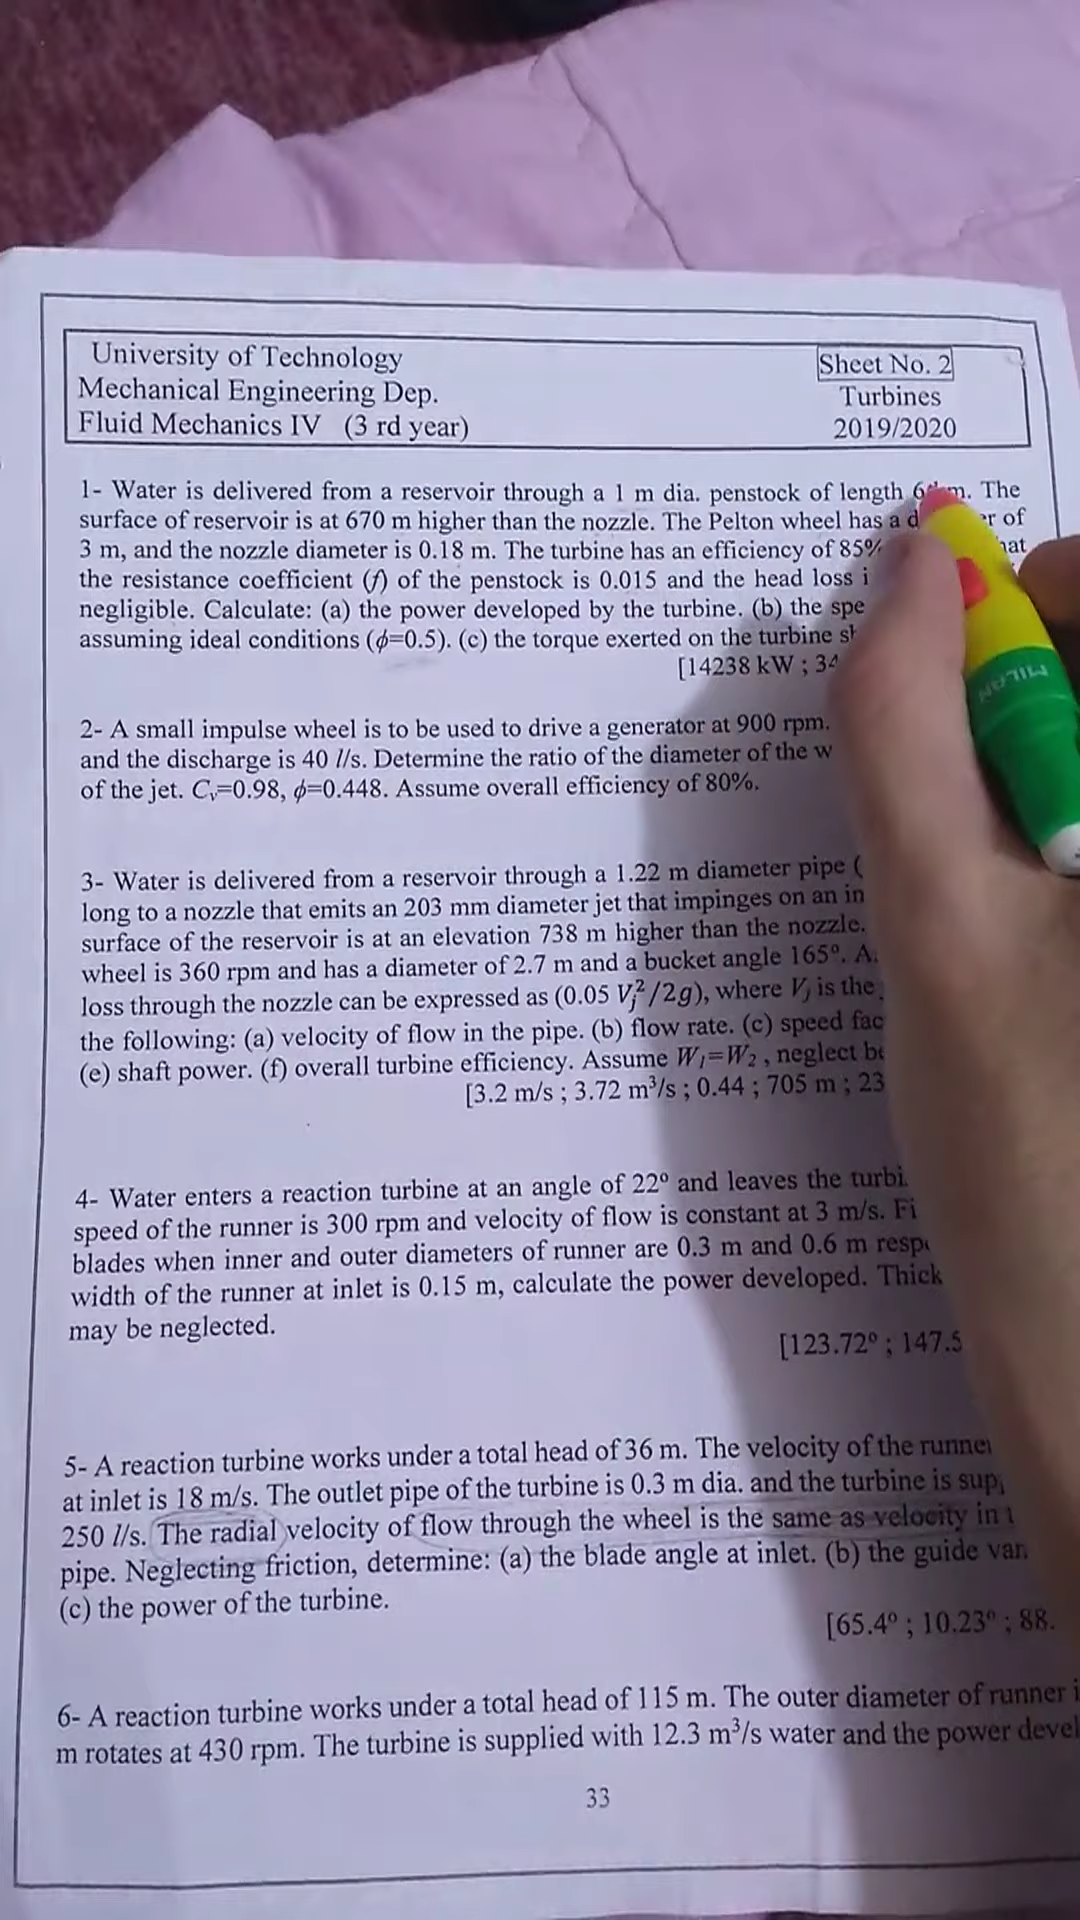 University of Technology
Mechanical Engineering Dep.
Fluid Mechanics IV (3 rd year)
Sheet No. 2
Turbines
2019/2020
1- Water is delivered from a reservoir through a 1 m dia. penstock of length The
surface of reservoir is at 670 m higher than the nozzle. The Pelton wheel has a of
3 m, and the nozzle diameter is 0.18 m. The turbine has an efficiency of 85%
the resistance coefficient (f) of the penstock is 0.015 and the head loss
negligible. Calculate: (a) the power developed by the turbine. (b) the
assuming ideal conditions (ϕ=0.5). (c) the torque exerted on the turbine
[14238 kW ;
2- A small impulse wheel is to be used to drive a generator at 900 rpm.
and the discharge is 40 l/s. Determine the ratio of the diameter of the
of the jet. Cv=0.98, ϕ=0.448. Assume overall efficiency of 80%.
3- Water is delivered from a reservoir through a 1.22 m diameter pipe (
long to a nozzle that emits an 203 mm diameter jet that impinges on an
surface of the reservoir is at an elevation 738 m higher than the nozzle.
wheel is 360 rpm and has a diameter of 2.7 m and a bucket angle 165°.
loss through the nozzle can be expressed as (0.05 Vj²/2g), where Vj is the
the following: (a) velocity of flow in the pipe. (b) flow rate. (c) speed
(e) shaft power. (f) overall turbine efficiency. Assume W1=W2 , neglect
[3.2 m/s ; 3.72 m³/s ; 0.44 ; 705 m ;
4- Water enters a reaction turbine at an angle of 22° and leaves the
speed of the runner is 300 rpm and velocity of flow is constant at 3 m/s.
blades when inner and outer diameters of runner are 0.3 m and 0.6 m
width of the runner at inlet is 0.15 m, calculate the power developed.
may be neglected.
[123.72° ; 147.5
5- A reaction turbine works under a total head of 36 m. The velocity of the
at inlet is 18 m/s. The outlet pipe of the turbine is 0.3 m dia. and the turbine is
250 l/s. The radial velocity of flow through the wheel is the same as velocity in
pipe. Neglecting friction, determine: (a) the blade angle at inlet. (b) the guide
(c) the power of the turbine.
[65.4° ; 10.23° ; 88.
6- A reaction turbine works under a total head of 115 m. The outer diameter of runner
m rotates at 430 rpm. The turbine is supplied with 12.3 m³/s water and the power
33
MILAN